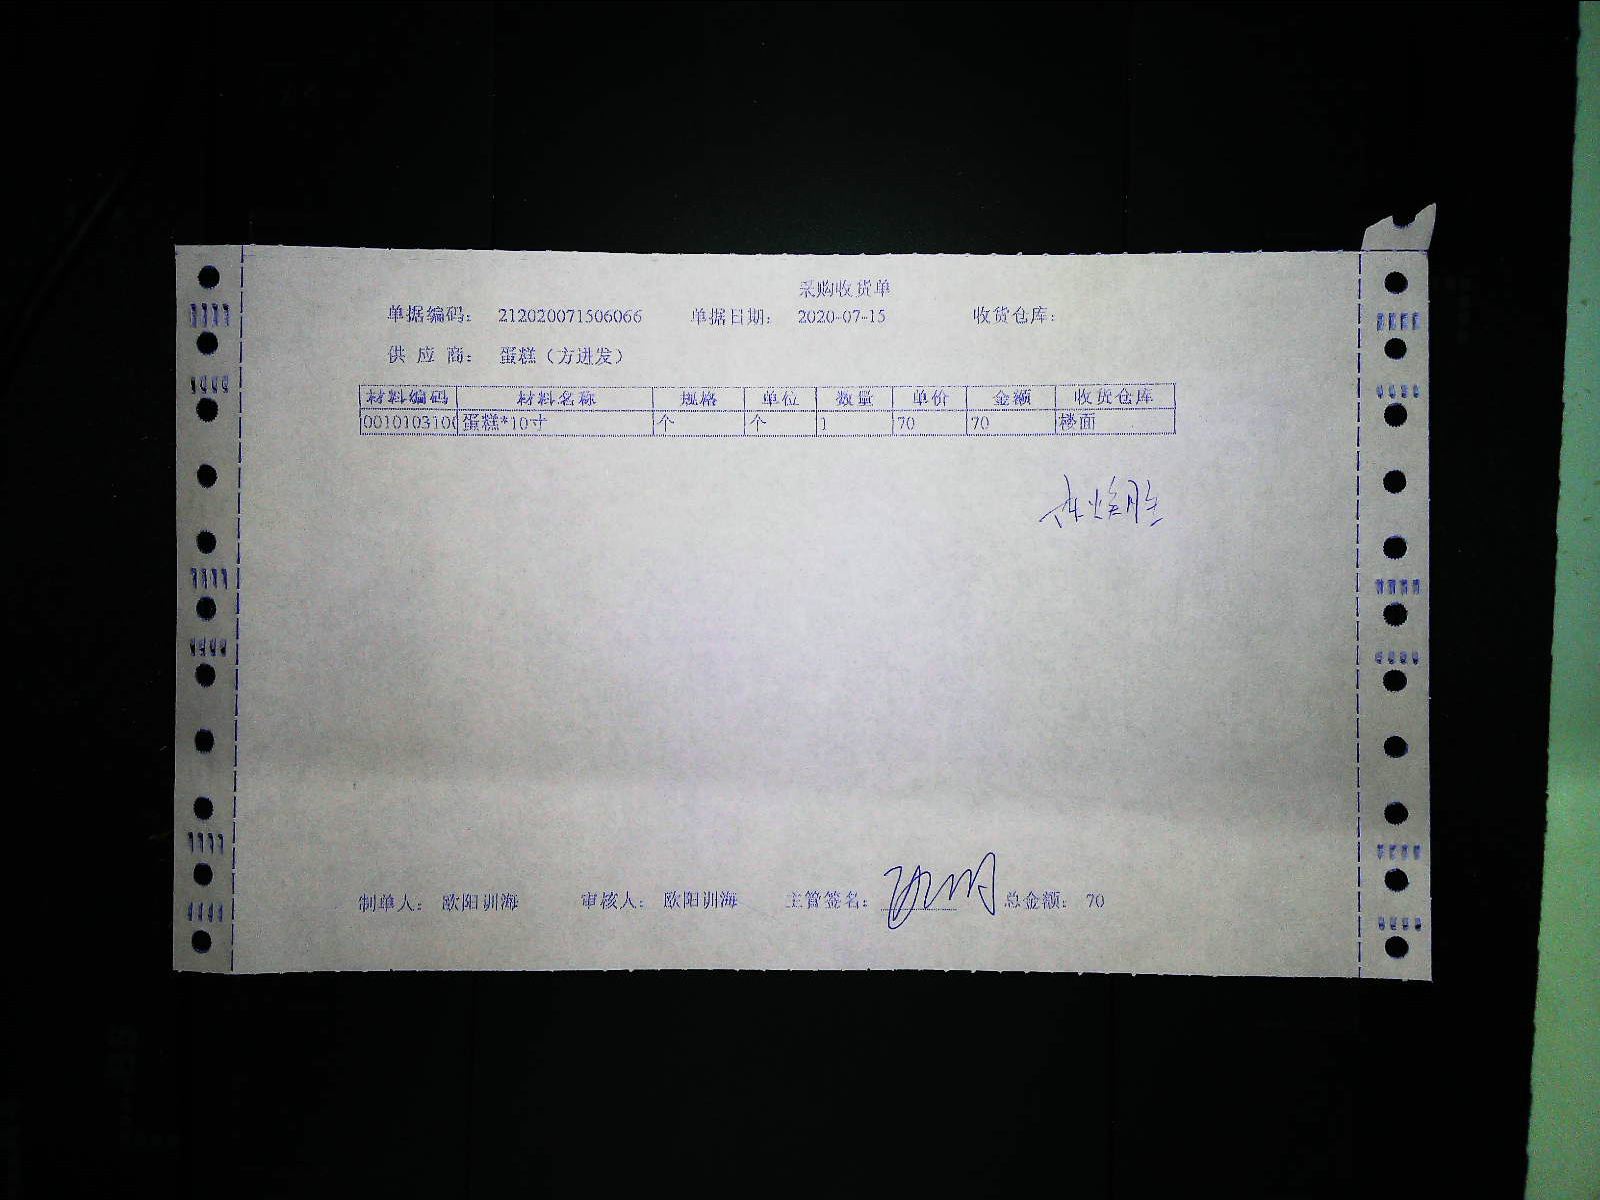 采购收货单
单据编码： 212020071506066 单据日期： 2020-07-15 收货仓库：
供 应 商： 蛋糕（方进发）
材料编码 材料名称 规格 单位 数量 单价 金额 收货仓库
0010103100 蛋糕*10寸 个 个 1 70 70 楼面
制单人： 欧阳训海 审核人： 欧阳训海 主管签名： 总金额： 70